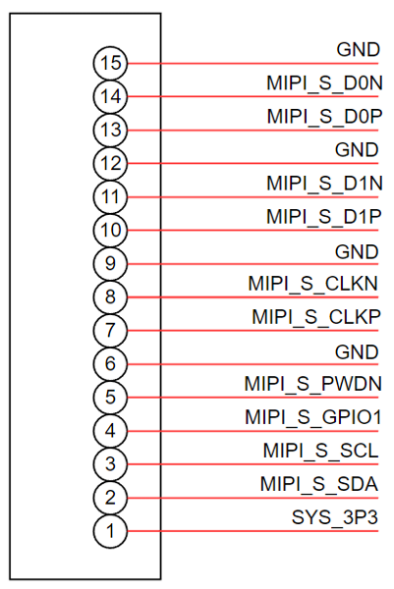 15 GND
14 MIPI_S_D0N
13 MIPI_S_D0P
12 GND
11 MIPI_S_D1N
10 MIPI_S_D1P
9 GND
8 MIPI_S_CLKN
7 MIPI_S_CLKP
6 GND
5 MIPI_S_PWDN
4 MIPI_S_GPIO1
3 MIPI_S_SCL
2 MIPI_S_SDA
1 SYS_3P3